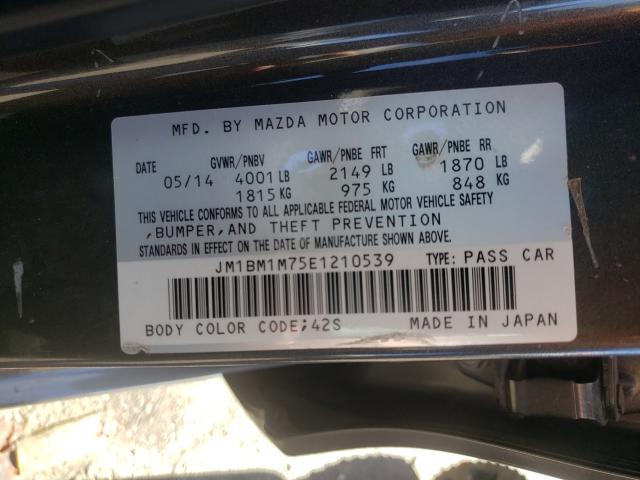 MFD. BY MAZDA MOTOR CORPORATION
DATE GVWR/PNBV GAWR/PNBE FRT GAWR/PNBE RR
05/14 4001 LB 2149 LB 1870 LB
1815 KG 975 KG 848 KG
THIS VEHICLE CONFORMS TO ALL APPLICABLE FEDERAL MOTOR VEHICLE SAFETY
,BUMPER,AND THEFT PREVENTION
STANDARDS IN EFFECT ON THE DATE OF MANUFACTURE SHOWN ABOVE.
JM1BM1M75E1210539 TYPE: PASS CAR
BODY COLOR CODE;42S MADE IN JAPAN